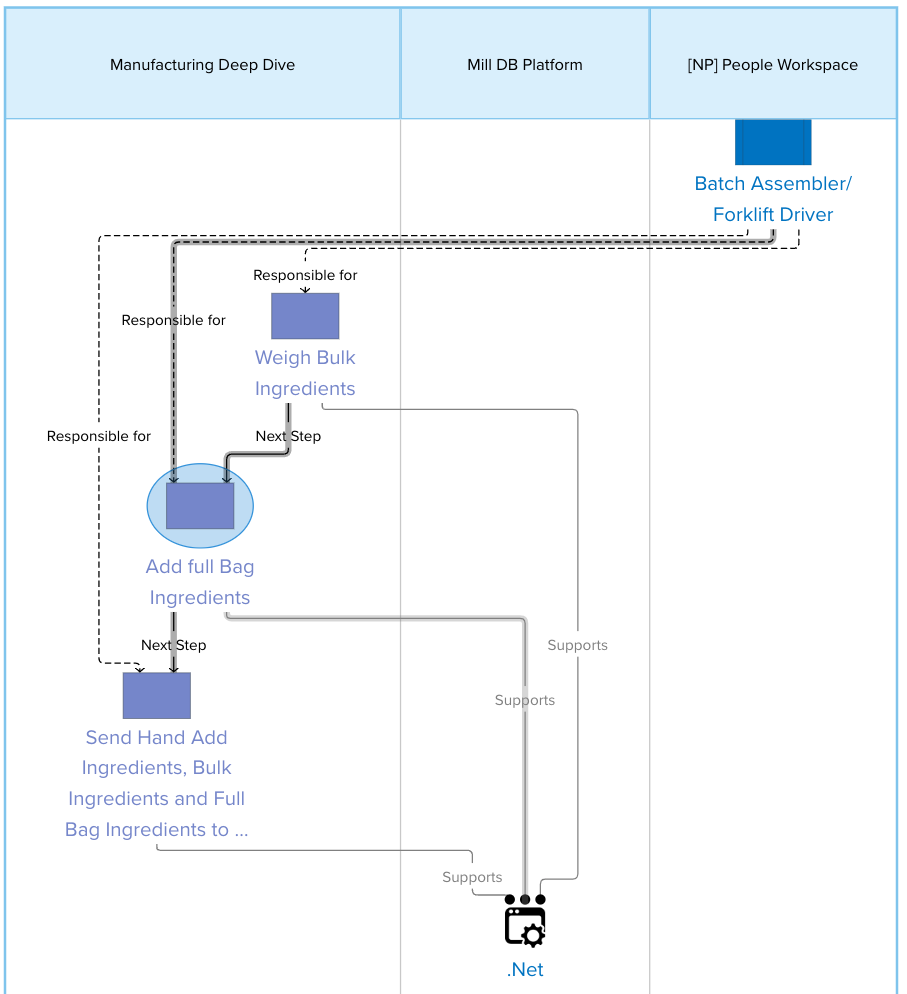 Manufacturing Deep Dive
Mill DB Platform
[NP] People Workspace
Batch Assembler/
Forklift Driver
Responsible for
Responsible for
Weigh Bulk
Ingredients
Responsible for
Next Step
Add full Bag
Ingredients
Next Step
Supports
Supports
Send Hand Add
Ingredients, Bulk
Ingredients and Full
Bag Ingredients to ...
Supports
.Net